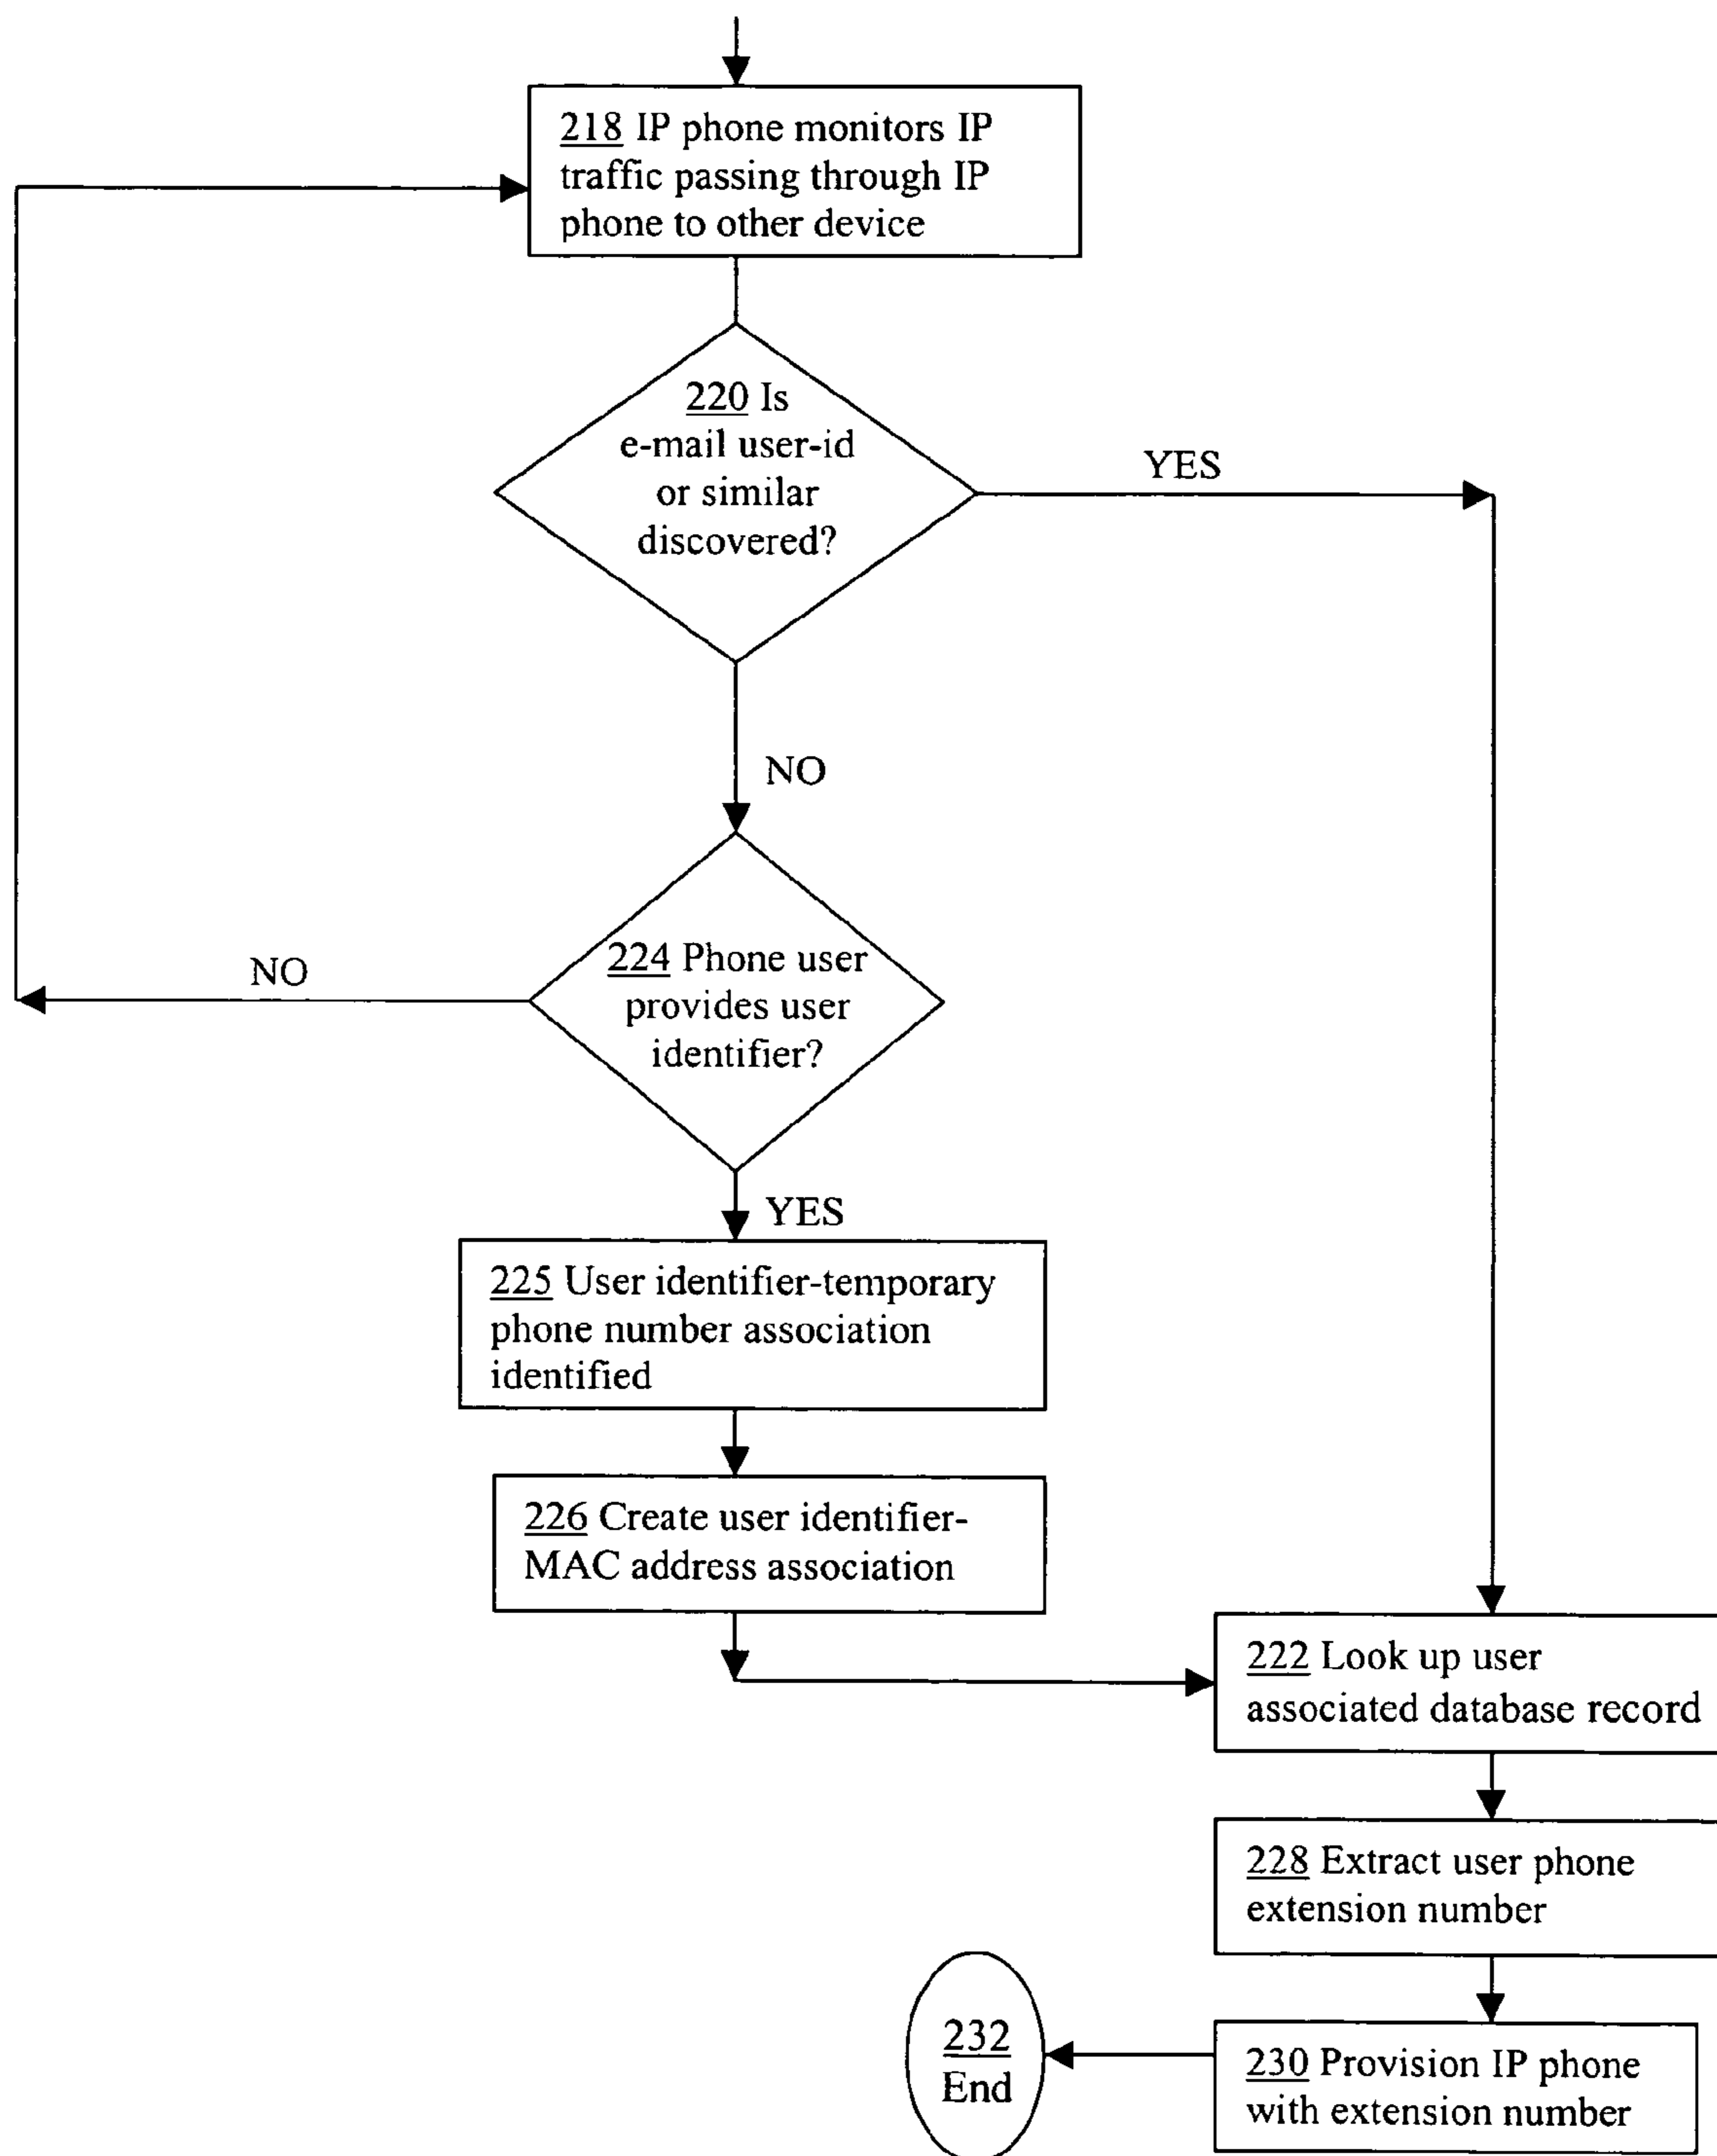 218 IP phone monitors IP
traffic passing through IP
phone to other device
220 Is
e-mail user-id
or similar
discovered?
YES
NO
224 Phone user
provides user
identifier?
NO
YES
225 User identifier-temporary
phone number association
identified
226 Create user identifier-
MAC address association
222 Look up user
associated database record
228 Extract user phone
extension number
230 Provision IP phone
with extension number
232
End